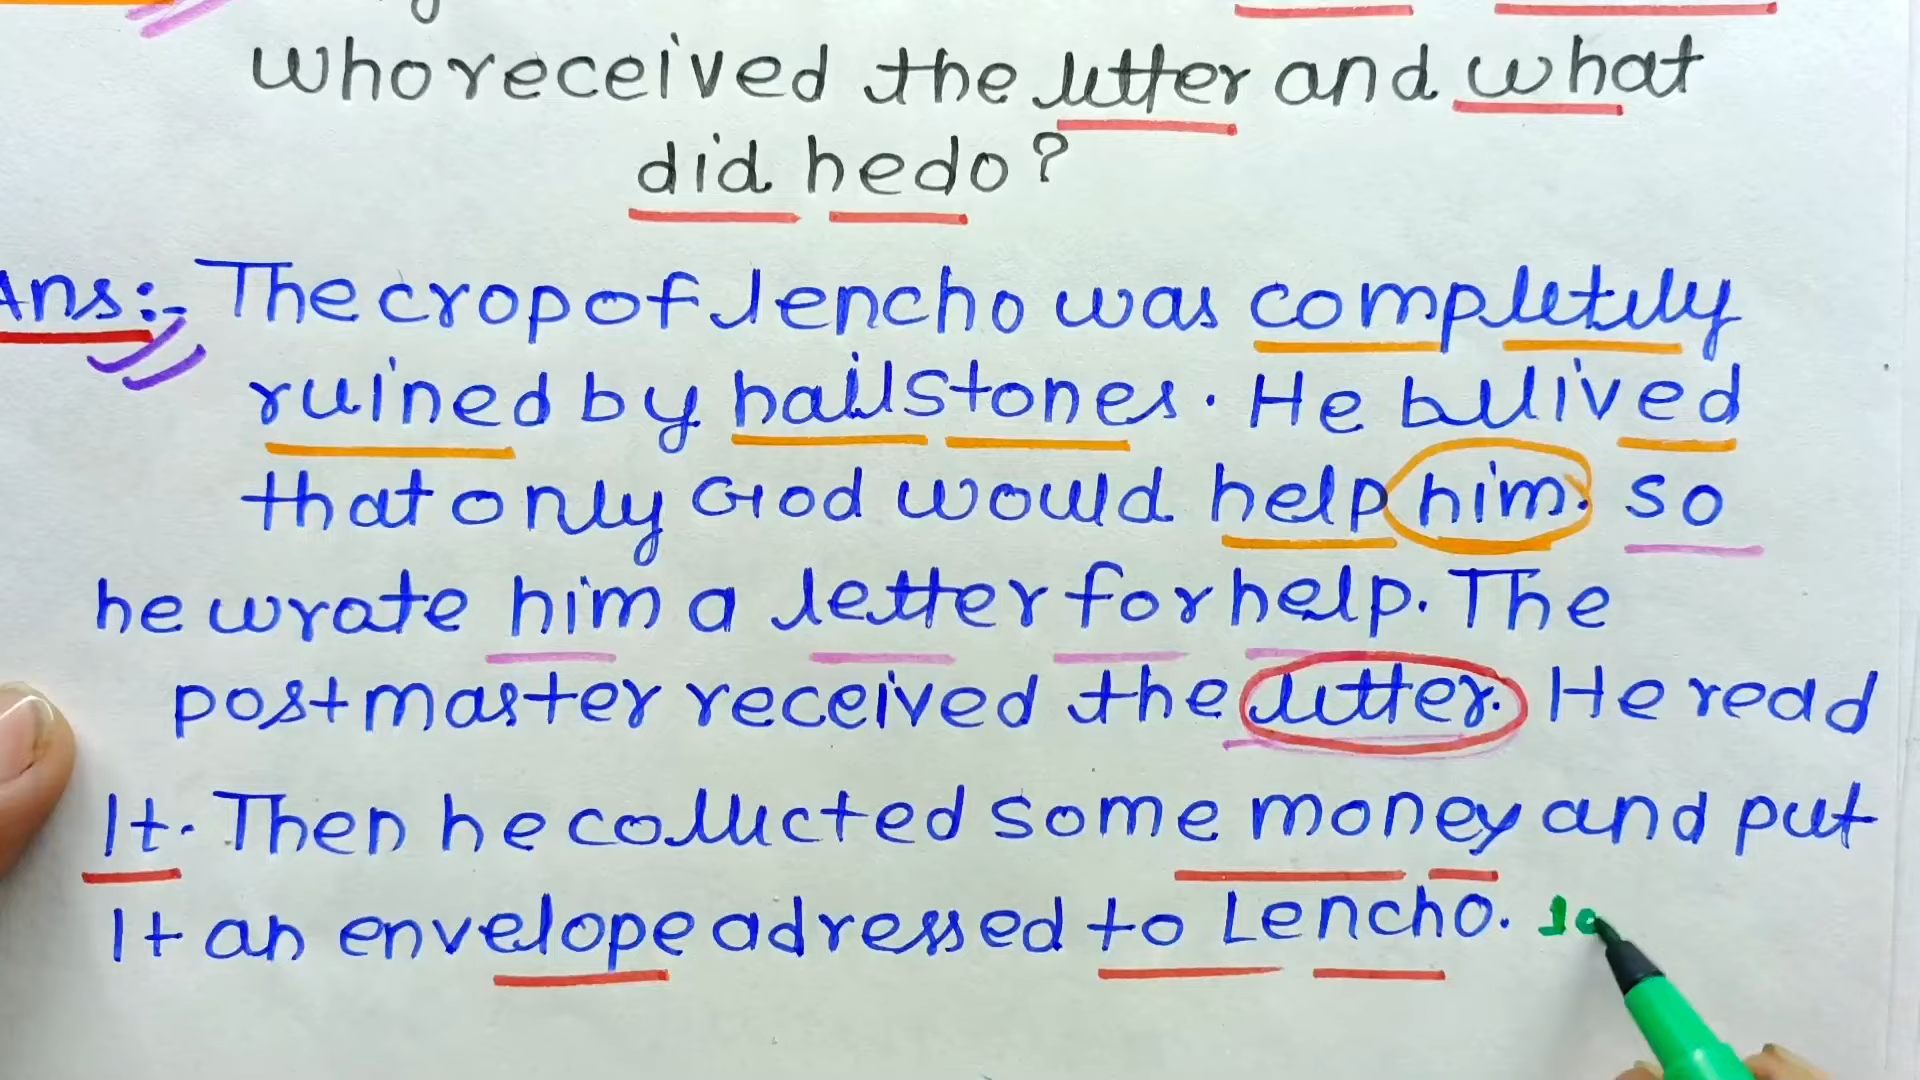 who received the letter and what
did he do?
Ans:- The crop of Lencho was completely
ruined by hailstones. He belived
that only God would help him. so
he wrote him a letter for help. The
postmaster received the letter. He read
It. Then he collected some money and put
It an envelope adressed to Lencho.